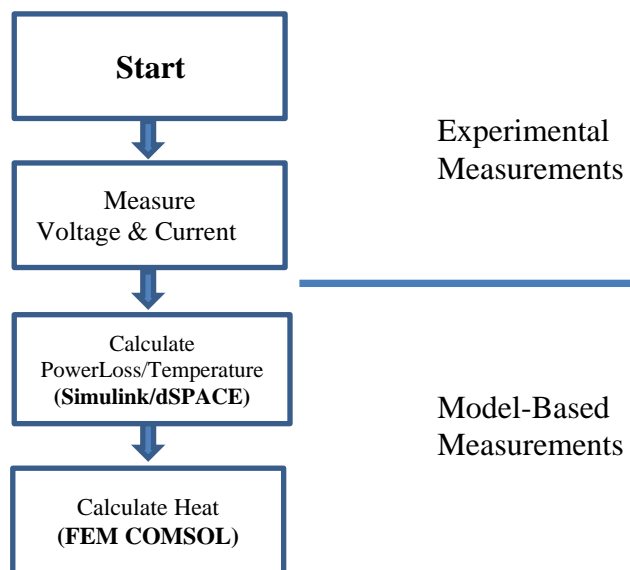 Start
Experimental
Measurements
Measure
Voltage & Current
Calculate
PowerLoss/Temperature
(Simulink/dSPACE)
Model-Based
Measurements
Calculate Heat
(FEM COMSOL)